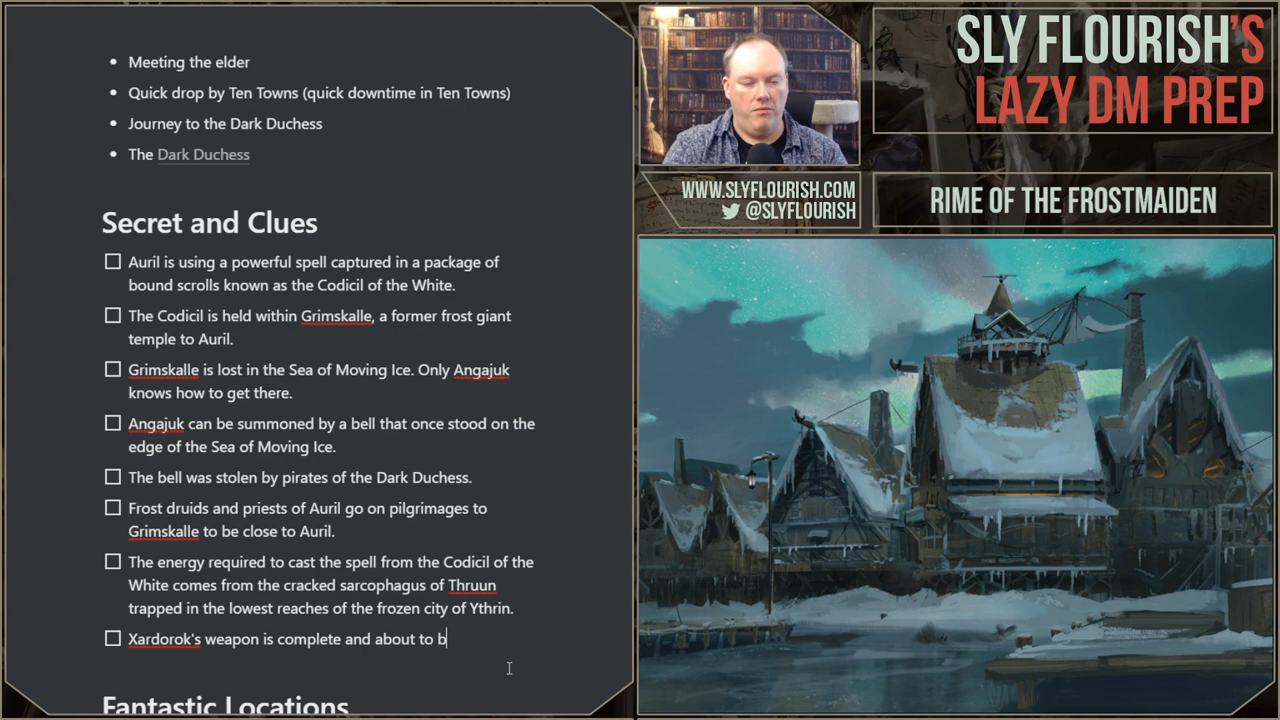 Meeting the elder
Quick drop by Ten Towns (quick downtime in Ten Towns)
Journey to the Dark Duchess
The Dark Duchess
Secret and Clues
Auril is using a powerful spell captured in a package of
bound scrolls known as the Codicil of the White.
The Codicil is held within Grimskalle, a former frost giant
temple to Auril.
Grimskalle is lost in the Sea of Moving Ice. Only Angajuk
knows how to get there.
Angajuk can be summoned by a bell that once stood on the
edge of the Sea of Moving Ice.
The bell was stolen by pirates of the Dark Duchess.
Frost druids and priests of Auril go on pilgrimages to
Grimskalle to be close to Auril.
The energy required to cast the spell from the Codicil of the
White comes from the cracked sarcophagus of Thruun
trapped in the lowest reaches of the frozen city of Ythrin.
Xardorok's weapon is complete and about to b
Fantastic Locations
WWW.SLYFLOURISH.COM
@SLYFLOURISH
SLY FLOURISH'S
LAZY DM PREP
RIME OF THE FROSTMAIDEN